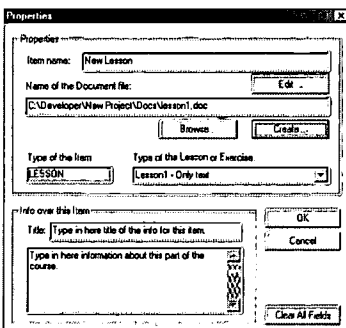 Properties
Properties
Item name: New Lesson
Name of the Document file: Edit ..
C:\Developer\New Project\Docs\lesson1.doc
Browse.. Create...
Type of the Item Type of the Lesson or Exercise
LESSON Lesson1 - Only text
Info over this Item
Title: Type in here title of the info for this item.
Type in here information about this part of the
course.
OK
Cancel
Clear All Fields